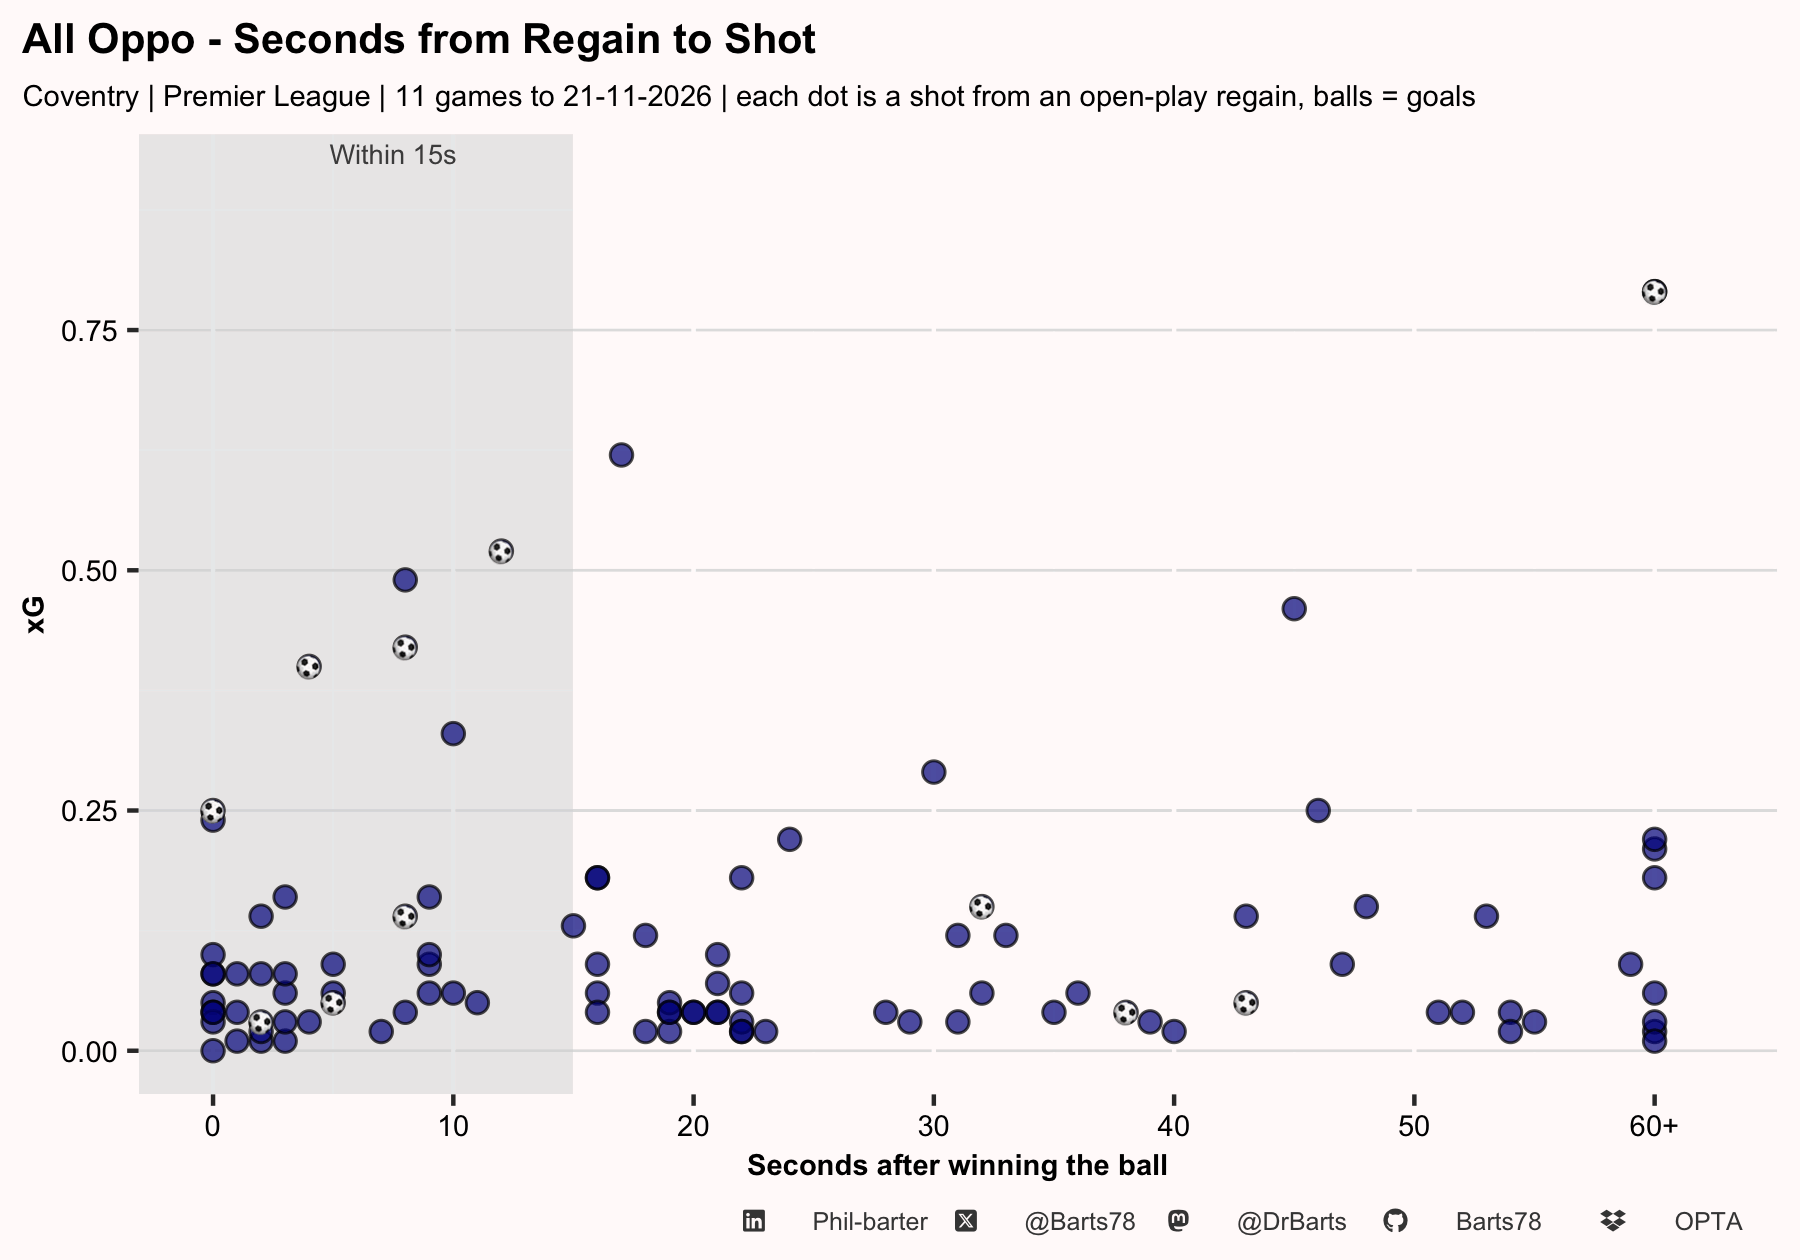 All Oppo - Seconds from Regain to Shot
Coventry | Premier League | 11 games to 21-11-2026 | each dot is a shot from an open-play regain, balls = goals
Within 15s
0.75
0.50
0.25
0.00
xG
0 10 20 30 40 50 60+
Seconds after winning the ball
Phil-barter @Barts78 @DrBarts Barts78 OPTA